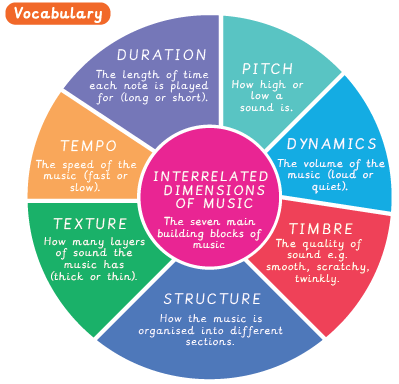 Vocabulary
DURATION
The length of time
each note is played
for (long or short).
PITCH
How high or
low a
sound is.
DYNAMICS
The volume of the
music (loud or
quiet).
TIMBRE
The quality of
sound e.g.
smooth, scratchy,
twinkly.
STRUCTURE
How the music is
organised into different
sections.
TEXTURE
How many layers
of sound the
music has
(thick or thin).
TEMPO
The speed of the
music (fast or
slow).
INTERRELATED
DIMENSIONS
OF MUSIC
The seven main
building blocks of
music